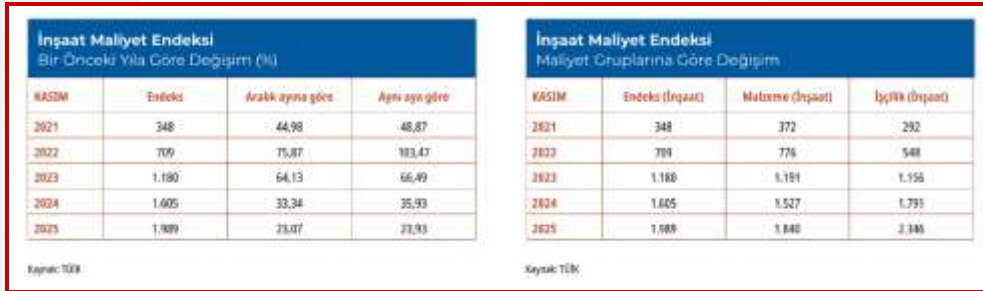 İnşaat Maliyet Endeksi
Bir Önceki Yıla Göre Değişim (%)
KASIM Endeks Aralık ayına göre Aynı aya göre
2021 348 44,98 48,87
2022 709 75,87 103,47
2023 1.180 64,13 66,49
2024 1.605 33,34 35,93
2025 1.989 23,07 23,93
Kaynak: TÜİK
İnşaat Maliyet Endeksi
Maliyet Gruplarına Göre Değişim
KASIM Endeks (İnşaat) Malzeme (İnşaat) İşçilik (İnşaat)
2021 348 372 292
2022 709 776 548
2023 1.180 1.191 1.156
2024 1.605 1.527 1.791
2025 1.989 1.840 2.346
Kaynak: TÜİK